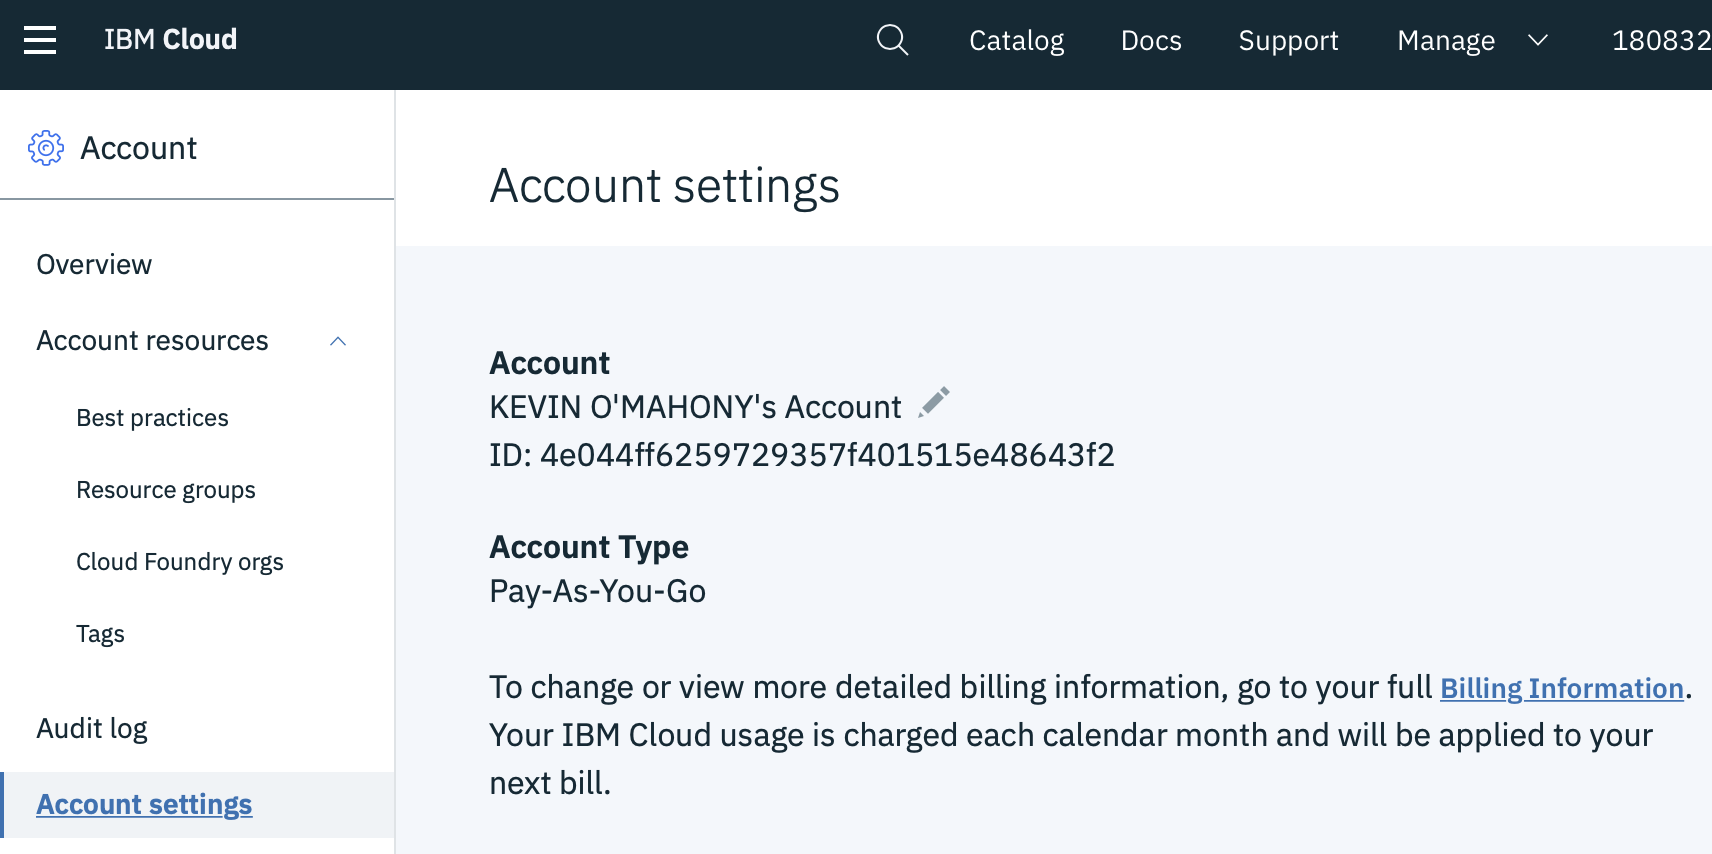 IBM Cloud
Catalog
Docs
Support
Manage
180832
Account
Overview
Account resources
Best practices
Resource groups
Cloud Foundry orgs
Tags
Audit log
Account settings
Account settings
Account
KEVIN O'MAHONY's Account
ID: 4e044ff6259729357f401515e48643f2
Account Type
Pay-As-You-Go
To change or view more detailed billing information, go to your full Billing Information.
Your IBM Cloud usage is charged each calendar month and will be applied to your
next bill.